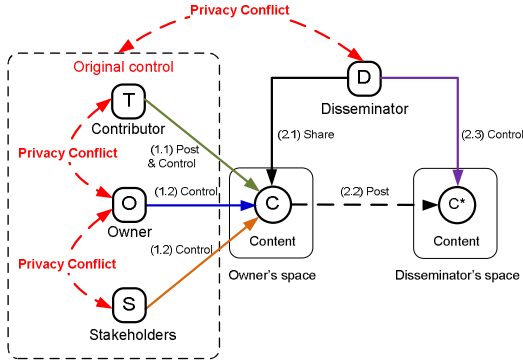 Privacy Conflict
Original control
T
Contributor
D
Disseminator
(1.1) Post
& Control
(2.1) Share
(2.3) Control
Privacy Conflict
(1.2) Control
(2.2) Post
O
Owner
C
Content
C*
Content
(1.2) Control
Privacy Conflict
Owner's space
Disseminator's space
S
Stakeholders